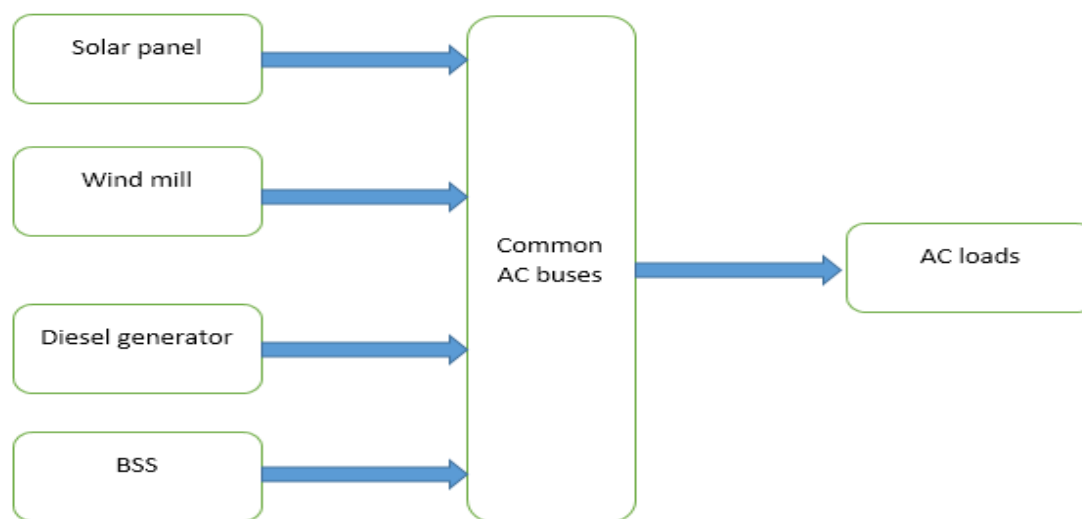 Solar panel
Wind mill
Diesel generator
BSS
Common
AC buses
AC loads